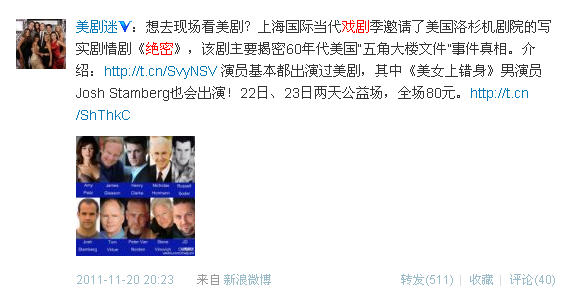 美剧迷V：想去现场看美剧？上海国际当代戏剧季邀请了美国洛杉机剧院的写
实剧情剧《绝密》，该剧主要揭密60年代美国“五角大楼文件”事件真相。介
绍：http://t.cn/SvyNSV 演员基本都出演过美剧，其中《美女上错身》男演员
Josh Stamberg也会出演！22日、23日两天公益场，全场80元。http://t.cn
/ShThkC
Amy James Henry Nicholas Russell
Pietz Gleason Clarke Hormann Soder
Josh Tom Peter Van Steve JD
Stamberg Virtue Norden Vinovich
2011-11-20 20:23 来自新浪微博 转发(511) | 收藏 | 评论(40)